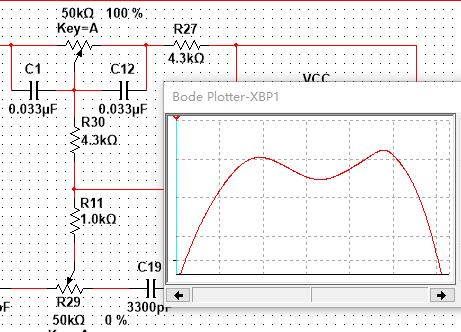 50kΩ 100 %
Key=A
R27
4.3kΩ
C1
C12
0.033µF
0.033µF
VCC
Bode Plotter-XBP1
R30
4.3kΩ
R11
1.0kΩ
C19
R29
3300p
50kΩ 0 %